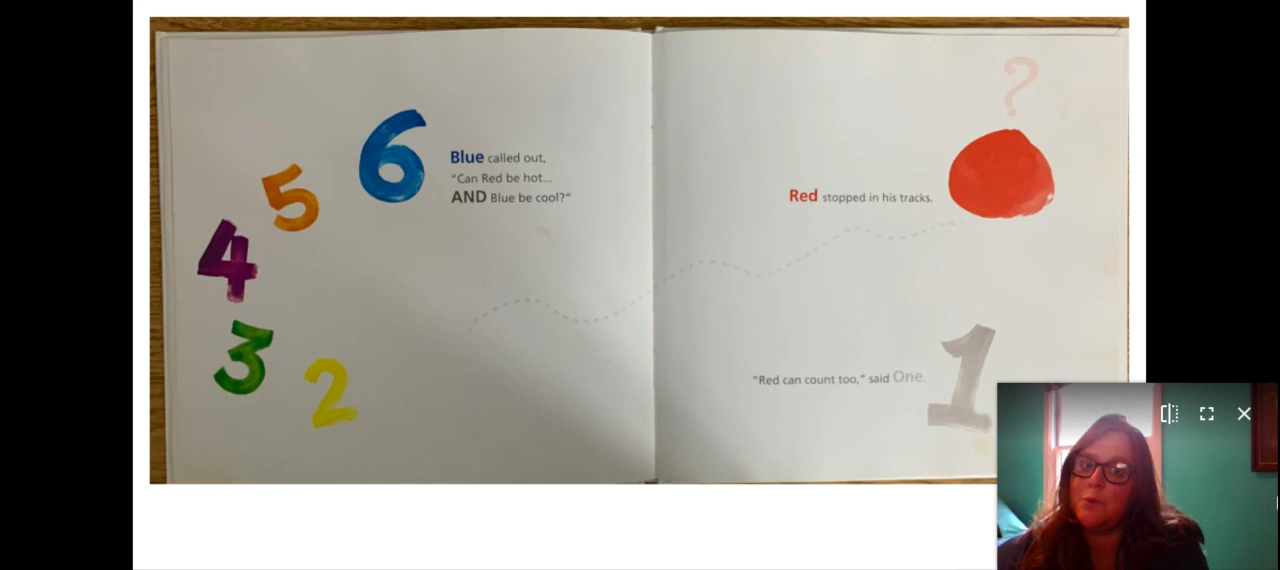 6
Blue called out,
"Can Red be hot...
AND Blue be cool?"
5
4
3
2
?
Red stopped in his tracks.
"Red can count too," said One.
1